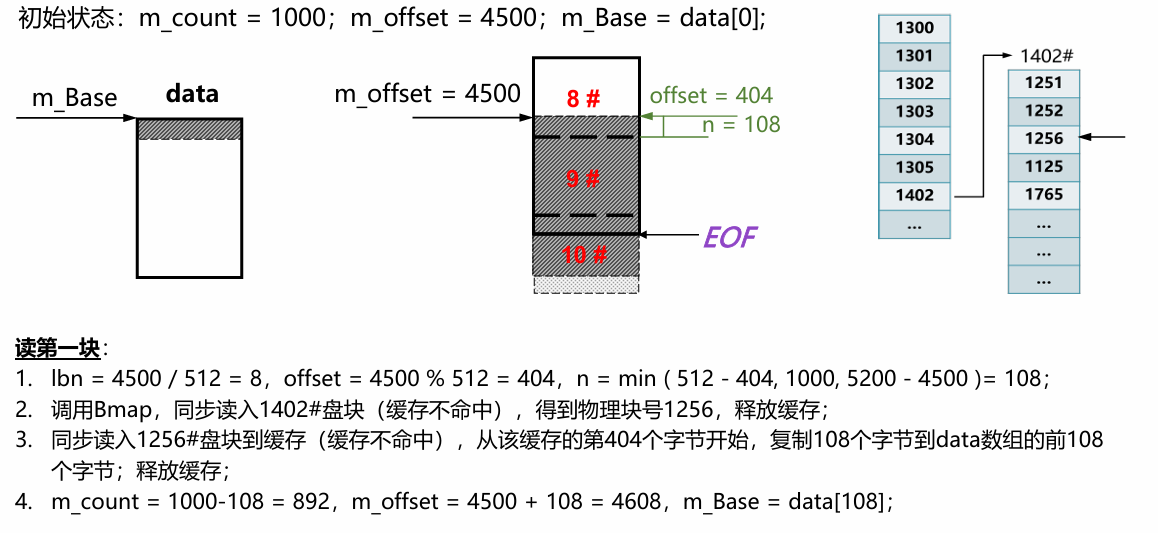 初始状态：m_count = 1000；m_offset = 4500；m_Base = data[0];
m_Base
data
m_offset = 4500
8 #
9 #
10 #
offset = 404
n = 108
EOF
1300
1301
1302
1303
1304
1305
1402
...
1402#
1251
1252
1256
1125
1765
...
...
...
读第一块：
1. lbn = 4500 / 512 = 8，offset = 4500 % 512 = 404，n = min ( 512 - 404, 1000, 5200 - 4500 )= 108；
2. 调用Bmap，同步读入1402#盘块（缓存不命中），得到物理块号1256，释放缓存；
3. 同步读入1256#盘块到缓存（缓存不命中），从该缓存的第404个字节开始，复制108个字节到data数组的前108
个字节；释放缓存；
4. m_count = 1000-108 = 892，m_offset = 4500 + 108 = 4608，m_Base = data[108]；